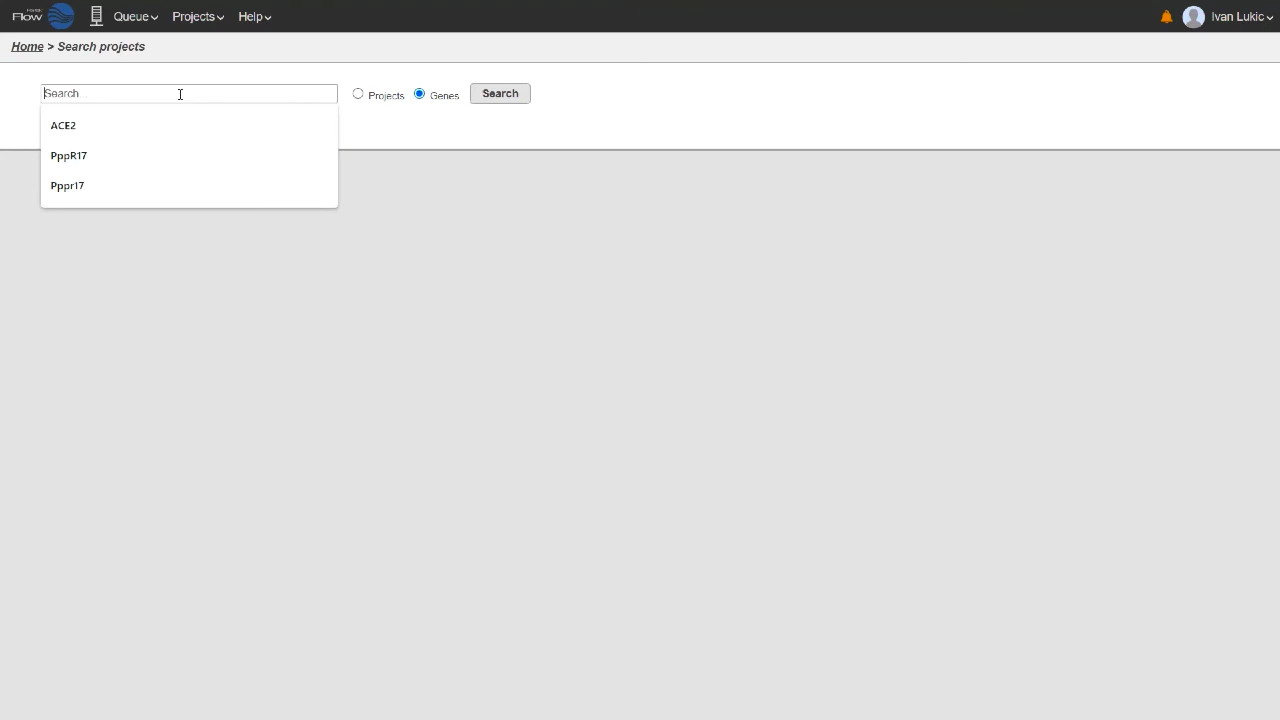 Flow Queue Projects Help Ivan Lukic
Home > Search projects
Search... Projects Genes Search
ACE2
PppR17
Pppr17